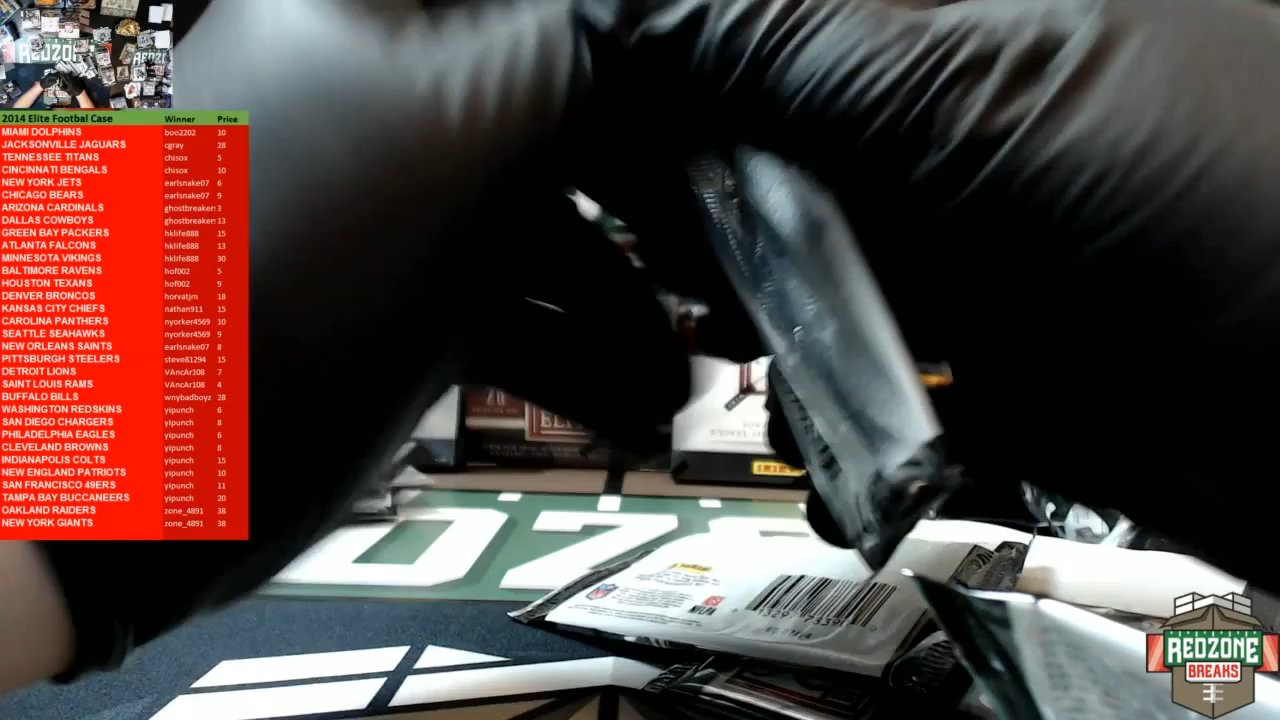 REDZONE
2014 Elite Footbal Case Winner Price
MIAMI DOLPHINS boo2202 10
JACKSONVILLE JAGUARS cgray 28
TENNESSEE TITANS chisox 5
CINCINNATI BENGALS chisox 10
NEW YORK JETS earlsnake07 6
CHICAGO BEARS earlsnake07 9
ARIZONA CARDINALS ghostbreaker 3
DALLAS COWBOYS ghostbreaker 13
GREEN BAY PACKERS hklife888 15
ATLANTA FALCONS hklife888 13
MINNESOTA VIKINGS hklife888 30
BALTIMORE RAVENS hof002 5
HOUSTON TEXANS hof002 9
DENVER BRONCOS horvatjm 18
KANSAS CITY CHIEFS nathan911 15
CAROLINA PANTHERS nyorker4569 10
SEATTLE SEAHAWKS nyorker4569 9
NEW ORLEANS SAINTS earlsnake07 8
PITTSBURGH STEELERS steve81294 15
DETROIT LIONS VAncAr108 7
SAINT LOUIS RAMS VAncAr108 4
BUFFALO BILLS wnybadboyz 28
WASHINGTON REDSKINS yipunch 6
SAN DIEGO CHARGERS yipunch 8
PHILADELPHIA EAGLES yipunch 6
CLEVELAND BROWNS yipunch 8
INDIANAPOLIS COLTS yipunch 15
NEW ENGLAND PATRIOTS yipunch 10
SAN FRANCISCO 49ERS yipunch 11
TAMPA BAY BUCCANEERS yipunch 20
OAKLAND RAIDERS zone_4891 38
NEW YORK GIANTS zone_4891 38
REDZONE
BREAKS